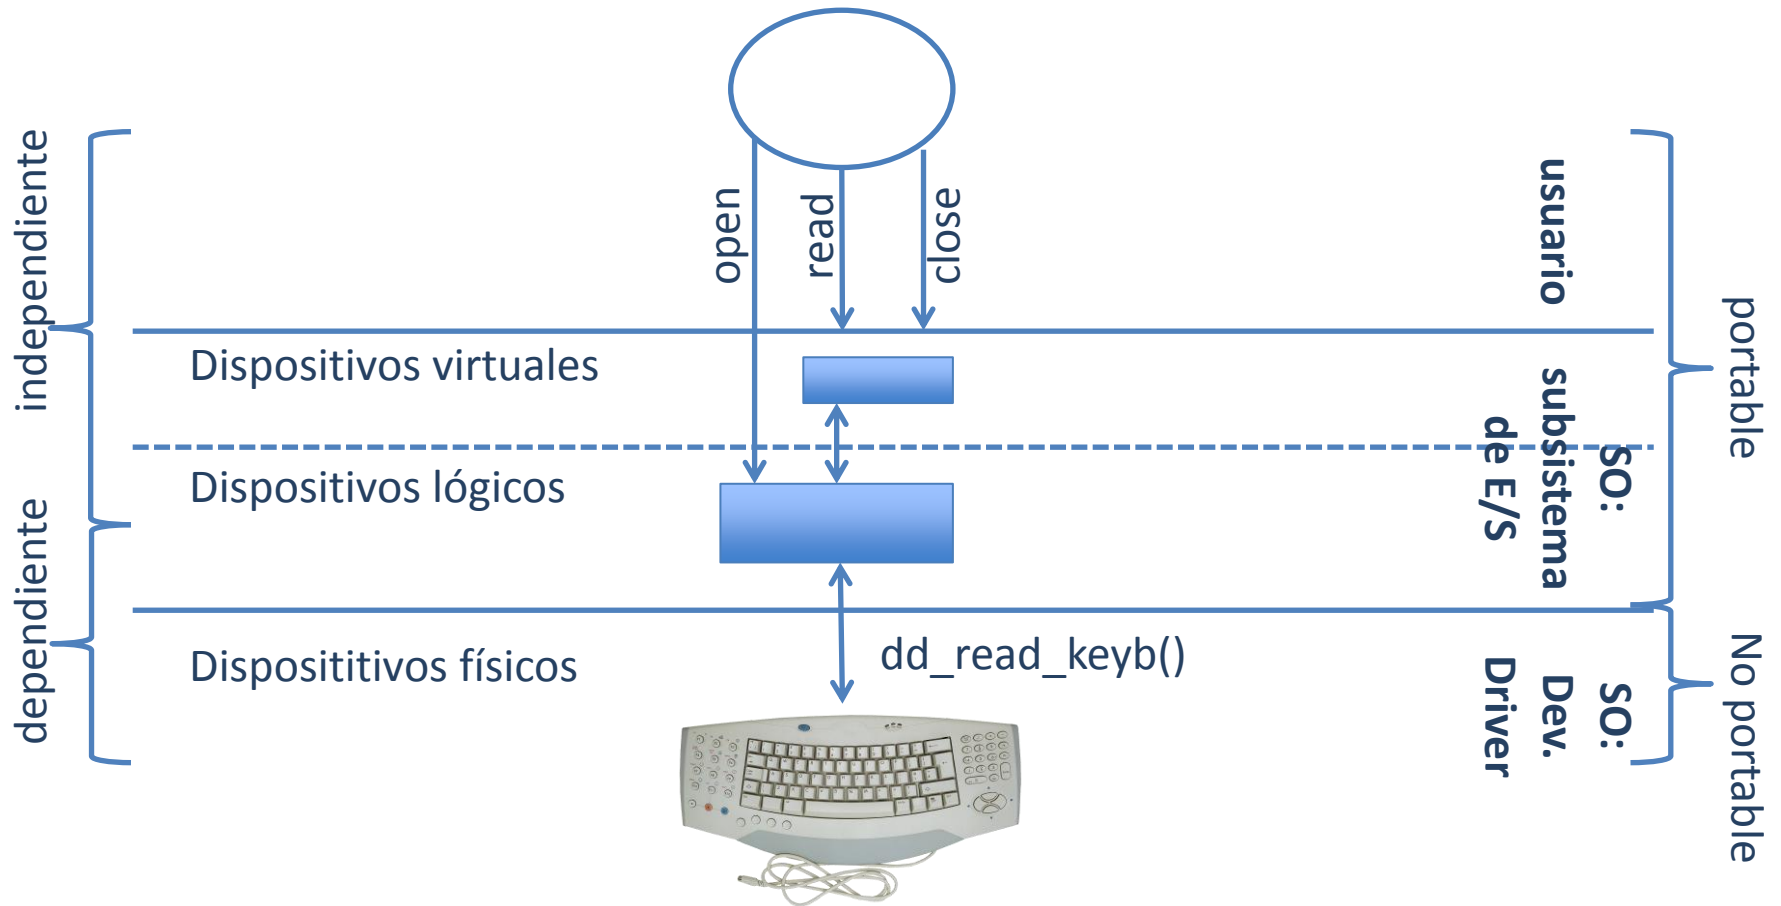 independiente
dependiente
open
read
close
Dispositivos virtuales
Dispositivos lógicos
Disposititivos físicos
dd_read_keyb()
usuario
SO:
subsistema
de E/S
SO:
Dev.
Driver
portable
No portable